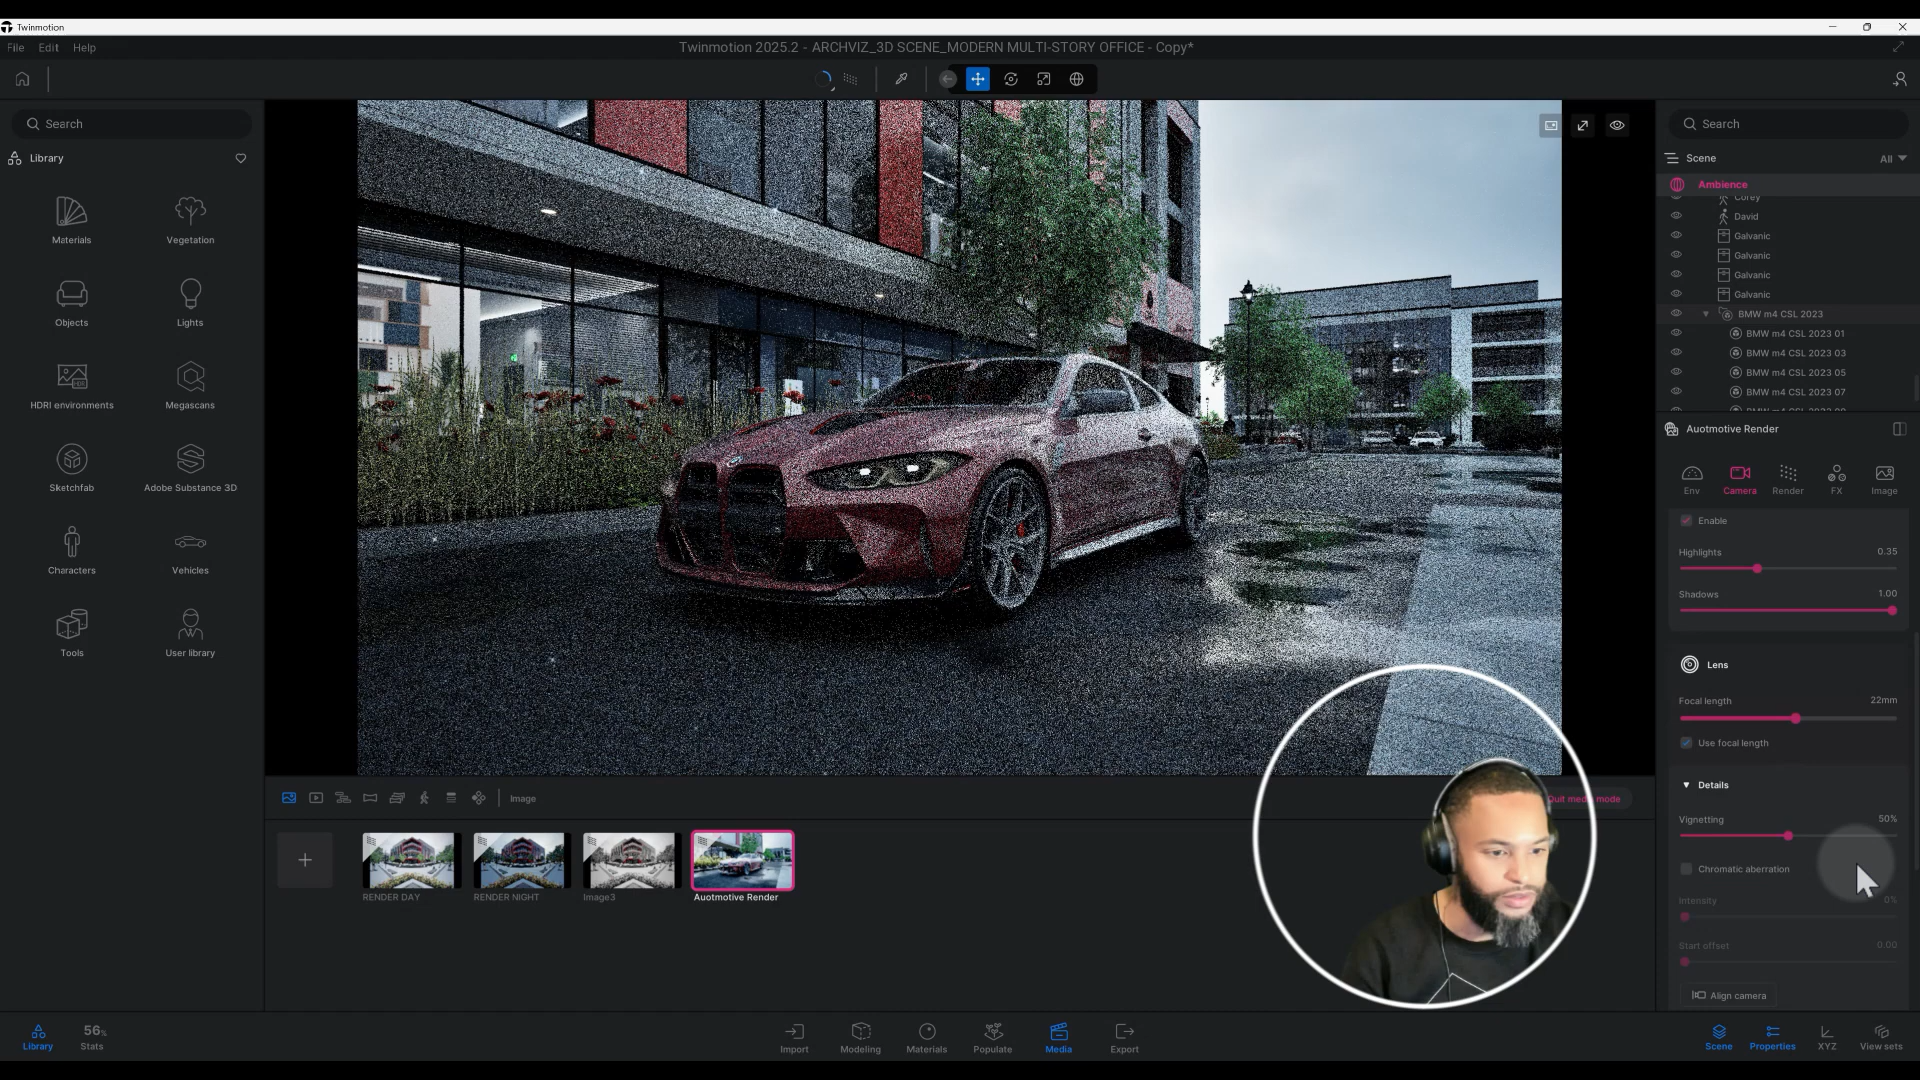 Twinmotion
File Edit Help
Twinmotion 2025.2 - ARCHVIZ_3D SCENE_MODERN MULTI-STORY OFFICE - Copy*
Search
Library
Materials
Vegetation
Objects
Lights
HDRI environments
Megascans
Sketchfab
Adobe Substance 3D
Characters
Vehicles
Tools
User library
Search
Scene
All
Ambience
Corey
David
Galvanic
Galvanic
Galvanic
Galvanic
BMW m4 CSL 2023
BMW m4 CSL 2023 01
BMW m4 CSL 2023 03
BMW m4 CSL 2023 05
BMW m4 CSL 2023 07
Auotmotive Render
Env Camera Render FX Image
Enable
Highlights 0.35
Shadows 1.00
Lens
Focal length 22mm
Use focal length
Details
Vignetting 50%
Chromatic aberration
Intensity 0%
Start offset 0.00
Align camera
Image
Quit media mode
RENDER DAY
RENDER NIGHT
Image3
Auotmotive Render
Library
56%
Stats
Import
Modeling
Materials
Populate
Media
Export
Scene
Properties
XYZ
View sets